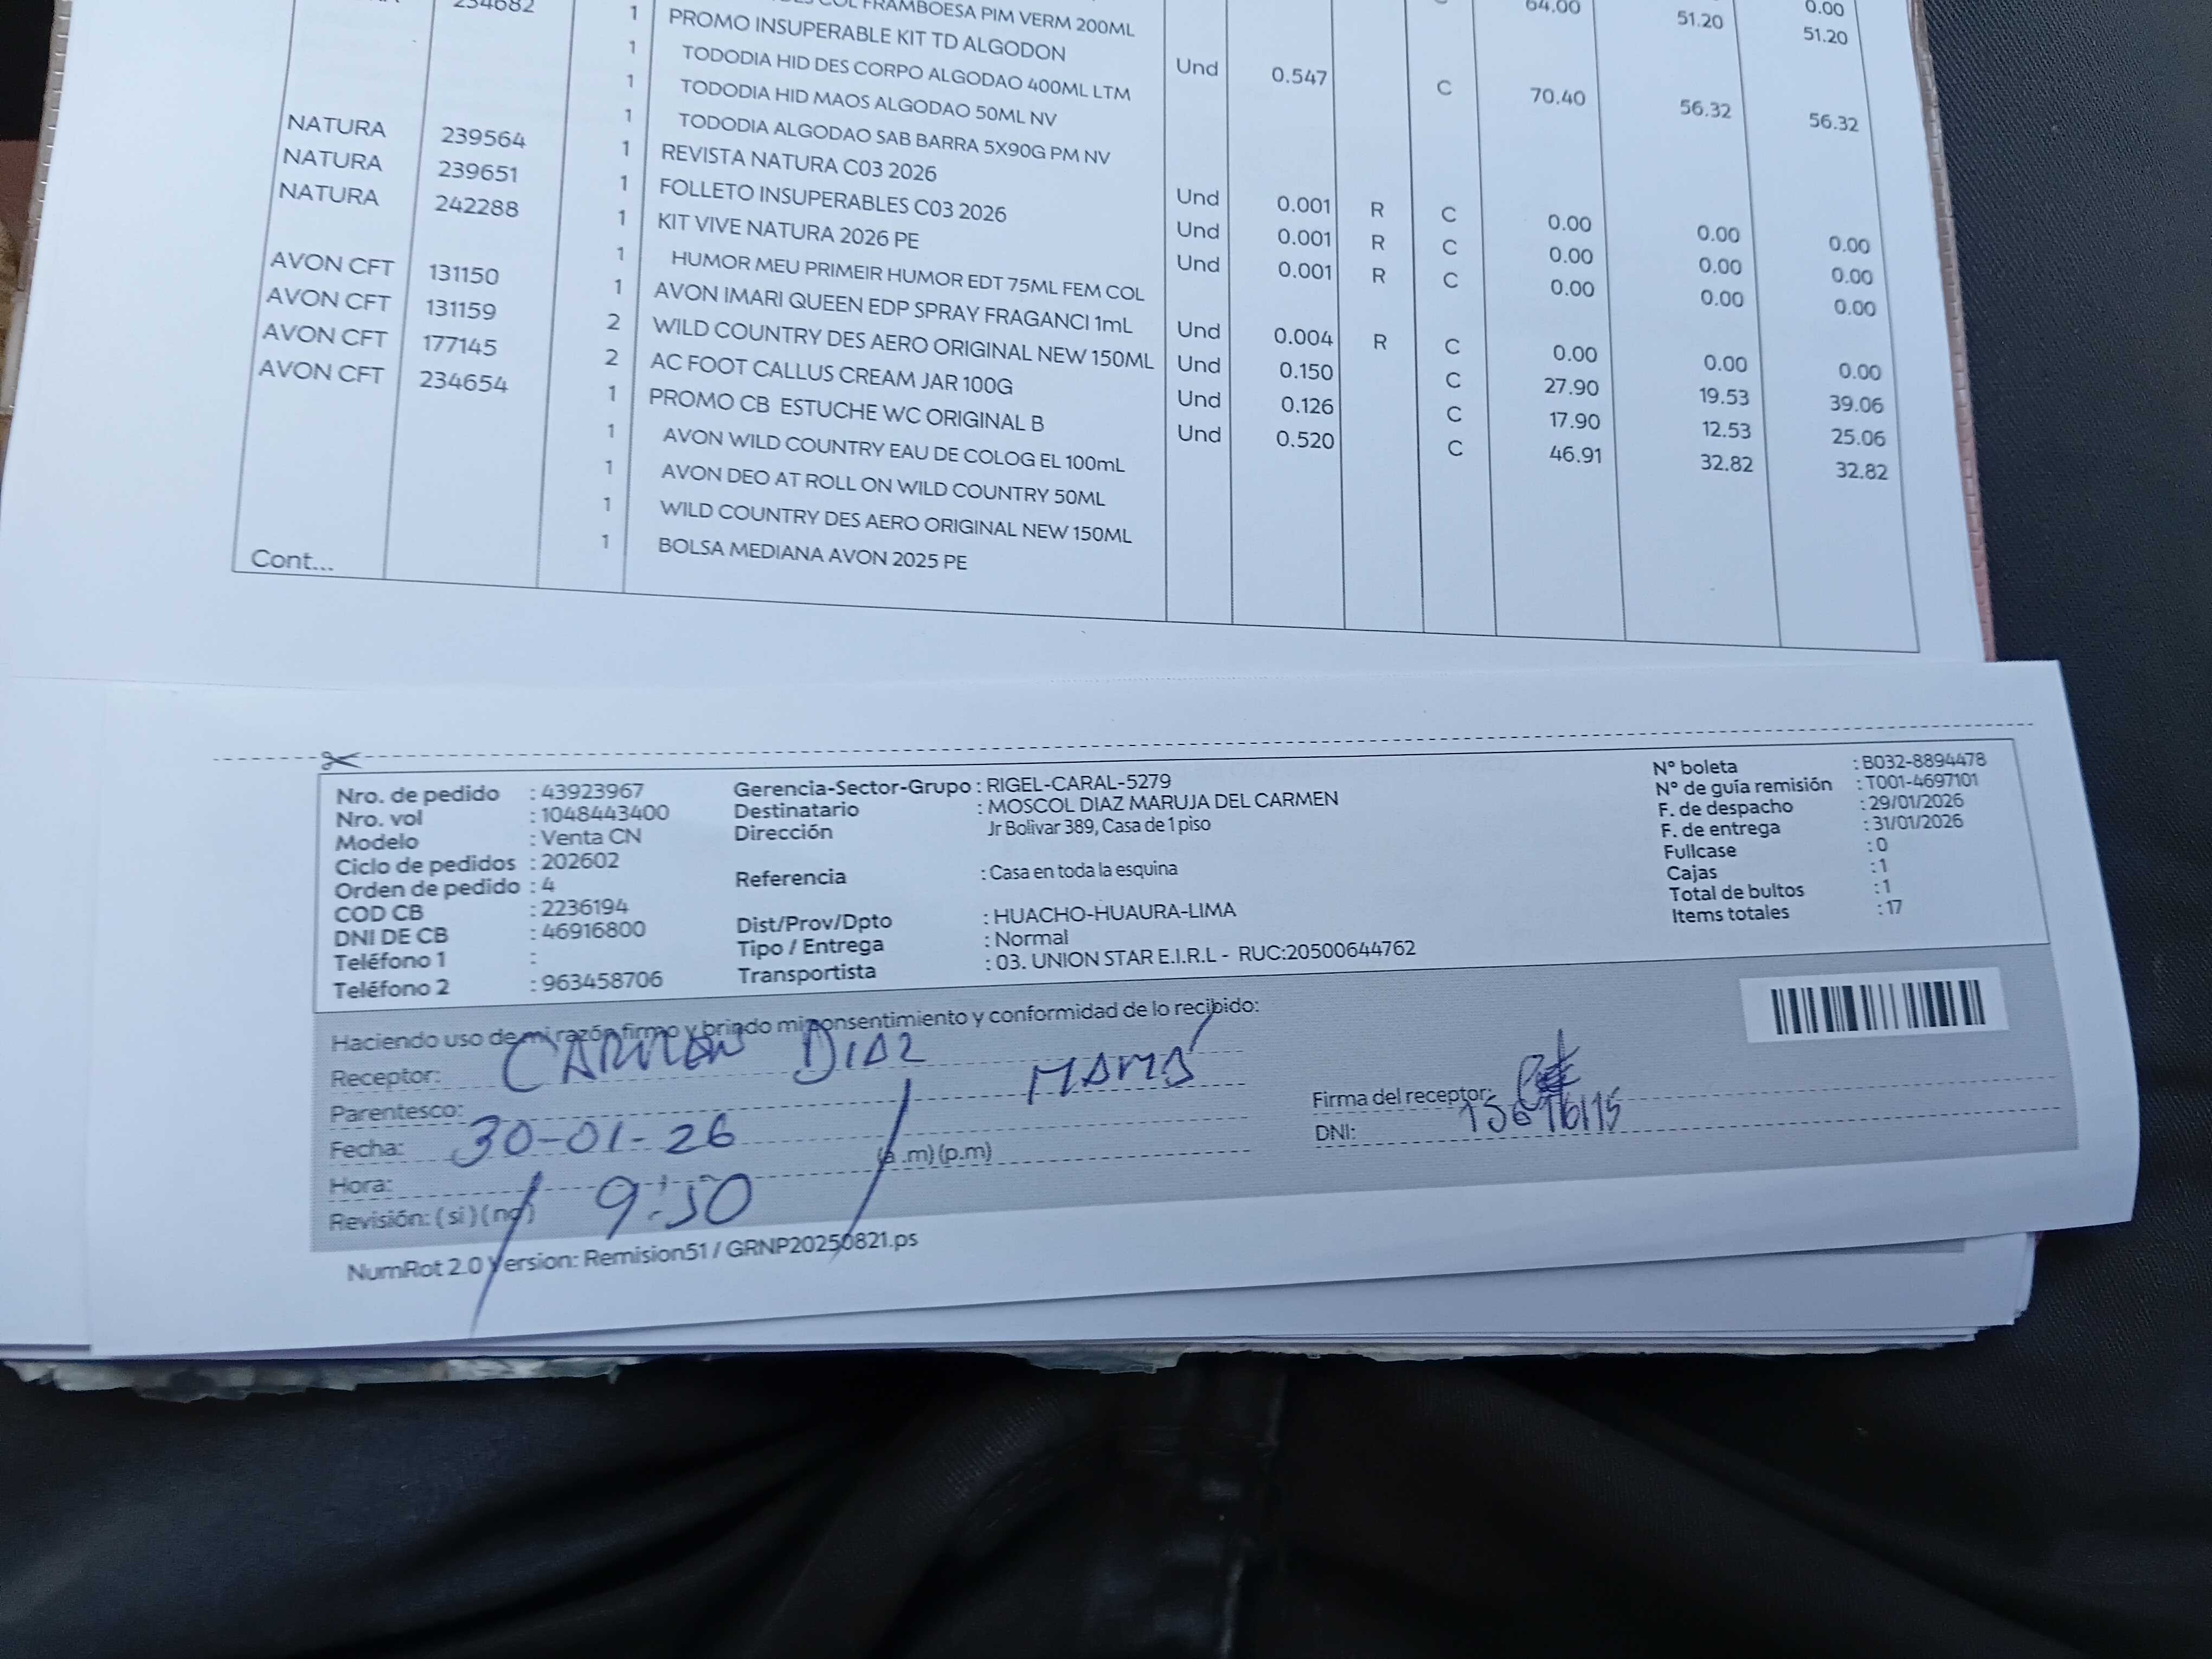 234682 1 DES COL FRAMBOESA PIM VERM 200ML C 64.00 51.20 0.00
1 PROMO INSUPERABLE KIT TD ALGODON Und 0.547 C 70.40 56.32 51.20
1 TODODIA HID DES CORPO ALGODAO 400ML LTM 56.32
1 TODODIA HID MAOS ALGODAO 50ML NV
1 TODODIA ALGODAO SAB BARRA 5X90G PM NV
NATURA 239564 1 REVISTA NATURA C03 2026 Und 0.001 R C 0.00 0.00 0.00
NATURA 239651 1 FOLLETO INSUPERABLES C03 2026 Und 0.001 R C 0.00 0.00 0.00
NATURA 242288 1 KIT VIVE NATURA 2026 PE Und 0.001 R C 0.00 0.00 0.00
1 HUMOR MEU PRIMEIR HUMOR EDT 75ML FEM COL
AVON CFT 131150 1 AVON IMARI QUEEN EDP SPRAY FRAGANCI 1mL Und 0.004 R C 0.00 0.00 0.00
AVON CFT 131159 2 WILD COUNTRY DES AERO ORIGINAL NEW 150ML Und 0.150 C 27.90 19.53 39.06
AVON CFT 177145 2 AC FOOT CALLUS CREAM JAR 100G Und 0.126 C 17.90 12.53 25.06
AVON CFT 234654 1 PROMO CB ESTUCHE WC ORIGINAL B Und 0.520 C 46.91 32.82 32.82
1 AVON WILD COUNTRY EAU DE COLOG EL 100mL
1 AVON DEO AT ROLL ON WILD COUNTRY 50ML
1 WILD COUNTRY DES AERO ORIGINAL NEW 150ML
1 BOLSA MEDIANA AVON 2025 PE
Cont...
Nro. de pedido : 43923967
Nro. vol : 1048443400
Modelo : Venta CN
Ciclo de pedidos : 202602
Orden de pedido : 4
COD CB : 2236194
DNI DE CB : 46916800
Teléfono 1 :
Teléfono 2 : 963458706
Gerencia-Sector-Grupo : RIGEL-CARAL-5279
Destinatario : MOSCOL DIAZ MARUJA DEL CARMEN
Dirección Jr Bolivar 389, Casa de 1 piso
Referencia : Casa en toda la esquina
Dist/Prov/Dpto : HUACHO-HUAURA-LIMA
Tipo / Entrega : Normal
Transportista : 03. UNION STAR E.I.R.L - RUC:20500644762
N° boleta : B032-8894478
N° de guía remisión : T001-4697101
F. de despacho : 29/01/2026
F. de entrega : 31/01/2026
Fullcase : 0
Cajas : 1
Total de bultos : 1
Items totales : 17
Haciendo uso de mi razón firmo y brindo mi consentimiento y conformidad de lo recibido:
Receptor: CARMEN DIAZ / MAMÁ
Parentesco:
Fecha: 30-01-26
Hora: (a .m) (p.m)
Revisión: ( si ) ( no ) / 9:50 /
Firma del receptor:
DNI:
NumRot 2.0 Version: Remision51 / GRNP20250821.ps